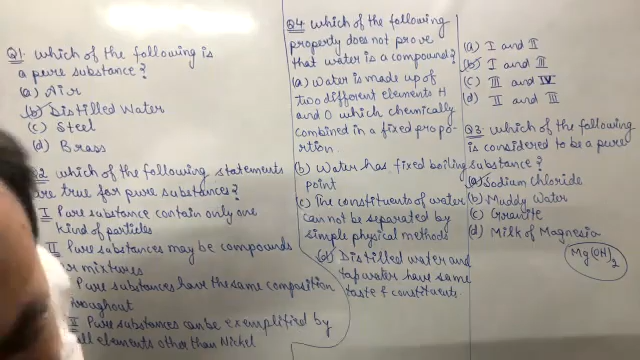 Q1. Which of the following is
a pure substance?
(a) Air
(b) Distilled Water
(c) Steel
(d) Brass
Q2 which of the following statements
are true for pure substances?
I Pure substance contain only one
kind of particles
II Pure substances may be compounds
or mixtures
Pure substances have the same composition
throughout
II Pure substances can be exemplified by
all elements other than Nickel
Q4 which of the following
property does not prove
that water is a compound?
(a) Water is made up of
two different elements H
and O which chemically
combined in a fixed propo-
rtion.
(b) Water has fixed boiling
point
(c) The constituents of water
can not be separated by
simple physical methods
(d) Distilled water and
tap water have same
taste & constituents
(a) I and II
(b) I and III
(c) III and IV
(d) II and III
Q3. Which of the following
is considered to be a pure
substance?
(a) Sodium Chloride
(b) Muddy Water
(c) Granite
(d) Milk of Magnesia
Mg(OH)2